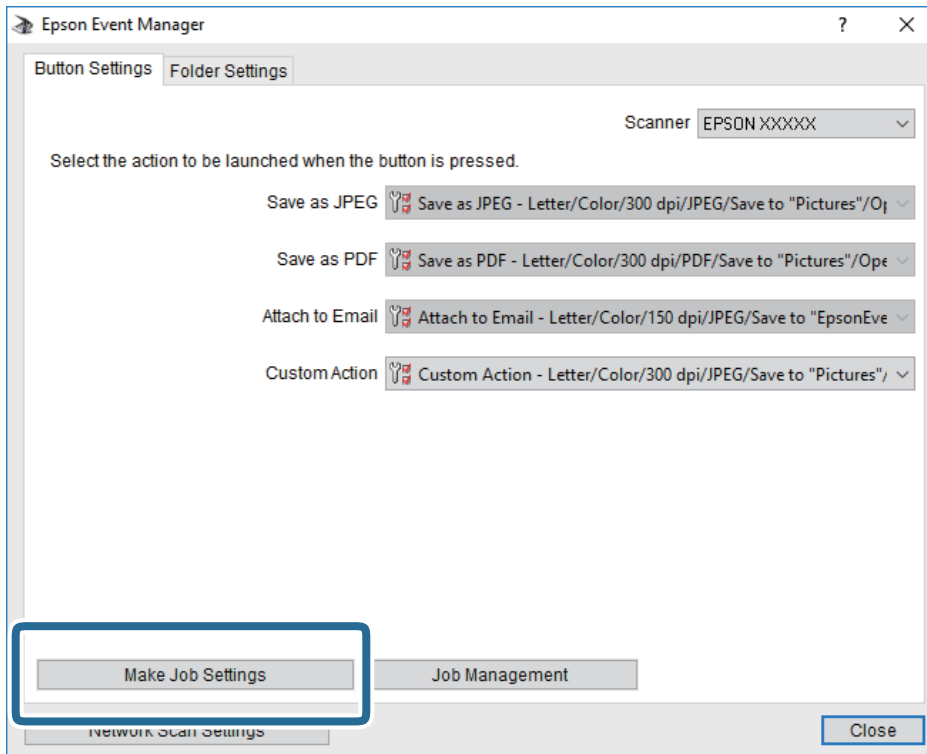 Epson Event Manager ? ×
Button Settings Folder Settings
Scanner EPSON XXXXX
Select the action to be launched when the button is pressed.
Save as JPEG Save as JPEG - Letter/Color/300 dpi/JPEG/Save to "Pictures"/Op
Save as PDF Save as PDF - Letter/Color/300 dpi/PDF/Save to "Pictures"/Ope
Attach to Email Attach to Email - Letter/Color/150 dpi/JPEG/Save to "EpsonEve
Custom Action Custom Action - Letter/Color/300 dpi/JPEG/Save to "Pictures"/
Make Job Settings Job Management
Network Scan Settings Close